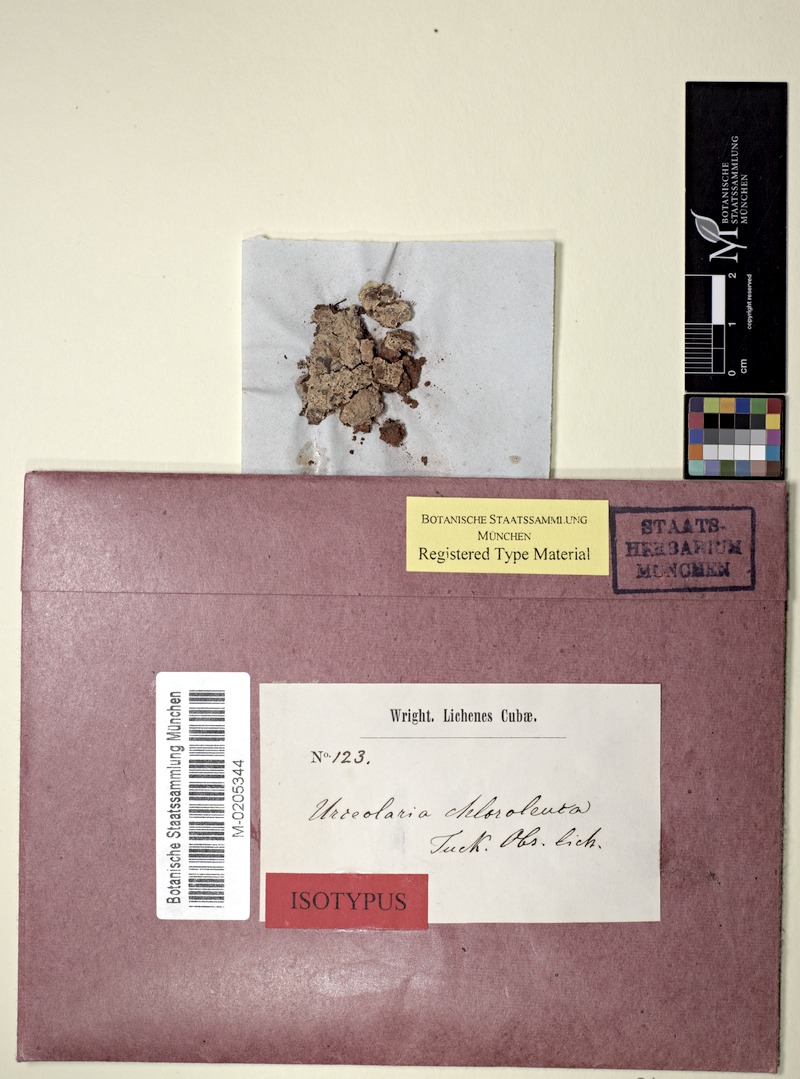 BOTANISCHE
STAATSSAMMLUNG
MÜNCHEN
copyright reserved
0 1 2
cm
BOTANISCHE STAATSSAMMLUNG
MÜNCHEN
Registered Type Material
STAATS-
HERBARIUM
MÜNCHEN
Botanische Staatssammlung München
M-0205344
Wright. Lichenes Cubæ.
No. 123.
Urceolaria chloroleuca
Tuck. Obs. Lich.
ISOTYPUS